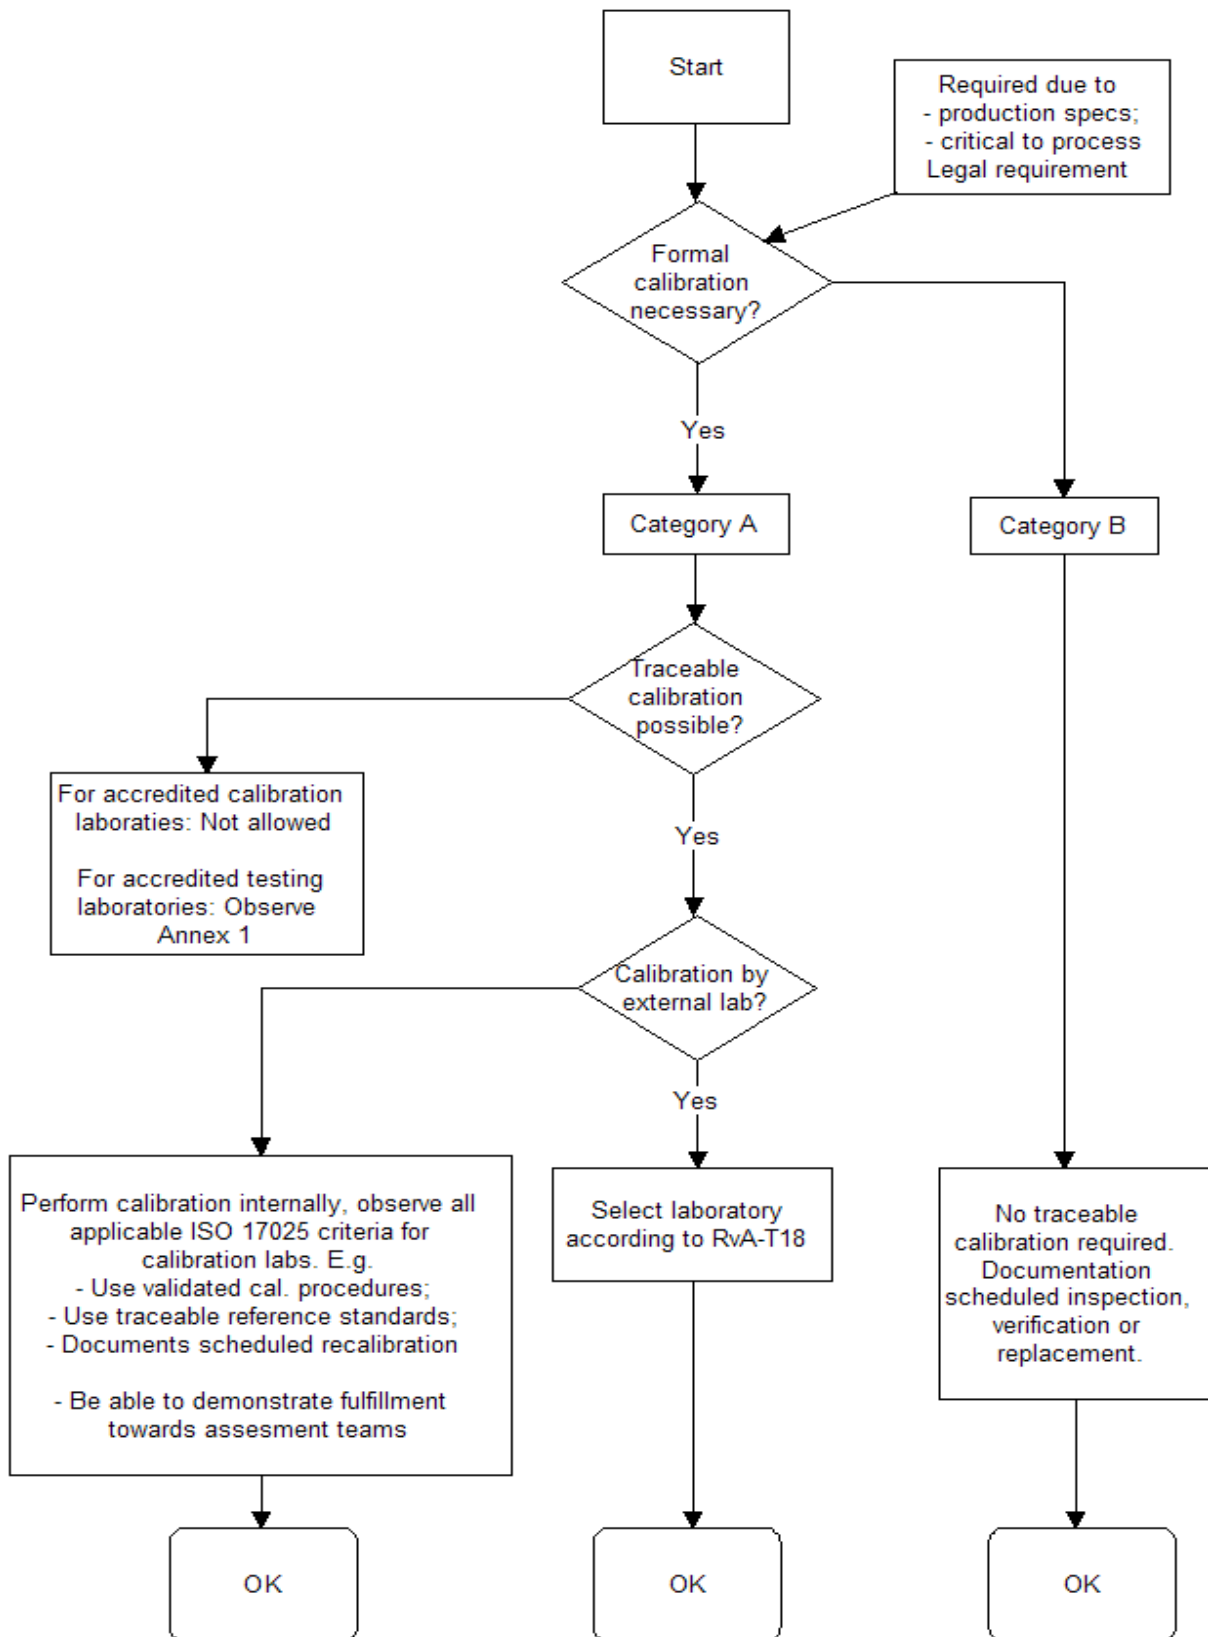 Start
Required due to
- production specs;
- critical to process
Legal requirement
Formal
calibration
necessary?
Yes
Category A
Category B
Traceable
calibration
possible?
For accredited calibration
laboraties: Not allowed
For accredited testing
laboratories: Observe
Annex 1
Yes
Calibration by
external lab?
Yes
Perform calibration internally, observe all
applicable ISO 17025 criteria for
calibration labs. E.g.
- Use validated cal. procedures;
- Use traceable reference standards;
- Documents scheduled recalibration
- Be able to demonstrate fulfillment
towards assesment teams
Select laboratory
according to RvA-T18
No traceable
calibration required.
Documentation
scheduled inspection,
verification or
replacement.
OK
OK
OK